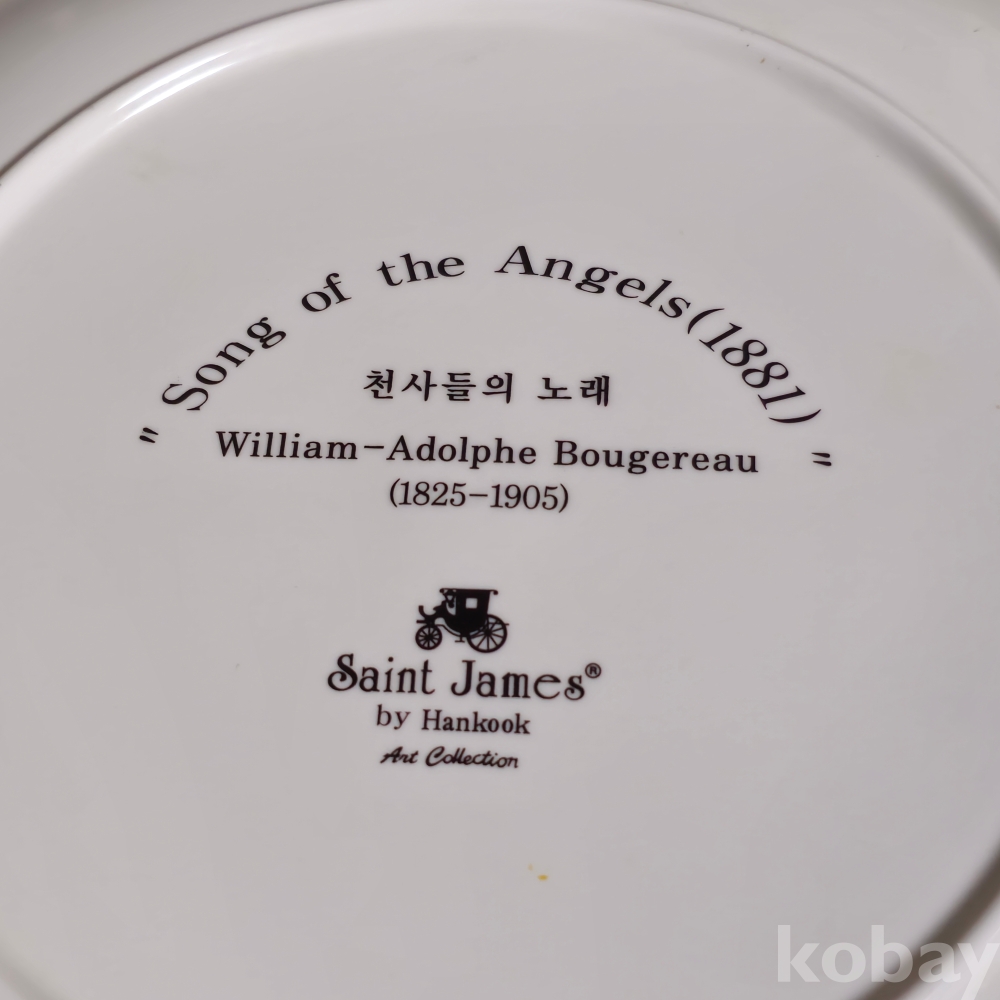 "Song of the Angels(1881)"
천사들의 노래
William-Adolphe Bougereau
(1825-1905)
Saint James®
by Hankook
Art Collection
kobay